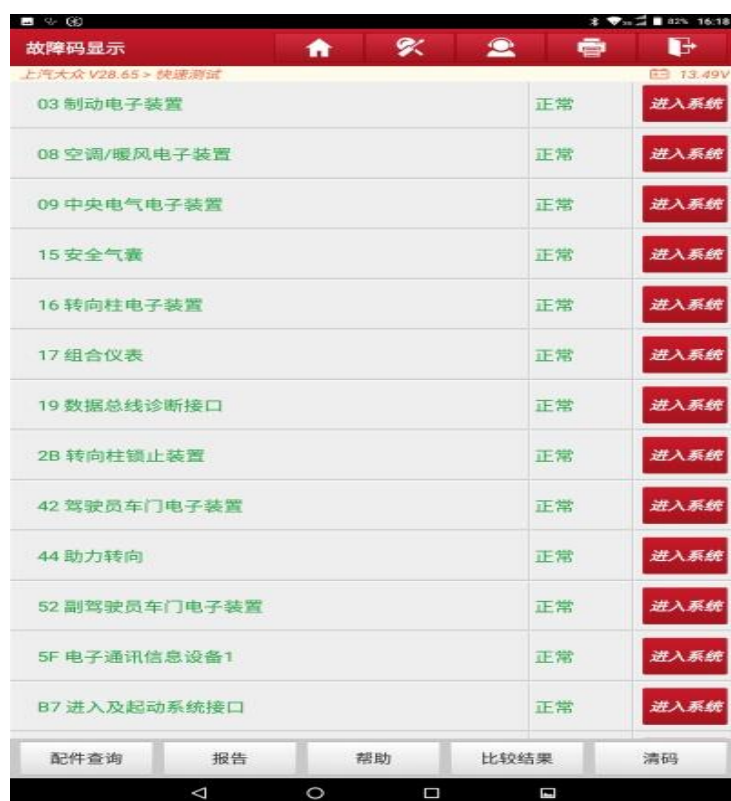 82% 16:18
故障码显示
上汽大众 V28.65 > 快速测试 13.49V
03 制动电子装置 正常 进入系统
08 空调/暖风电子装置 正常 进入系统
09 中央电气电子装置 正常 进入系统
15 安全气囊 正常 进入系统
16 转向柱电子装置 正常 进入系统
17 组合仪表 正常 进入系统
19 数据总线诊断接口 正常 进入系统
2B 转向柱锁止装置 正常 进入系统
42 驾驶员车门电子装置 正常 进入系统
44 助力转向 正常 进入系统
52 副驾驶员车门电子装置 正常 进入系统
5F 电子通讯信息设备1 正常 进入系统
B7 进入及起动系统接口 正常 进入系统
配件查询 报告 帮助 比较结果 清码